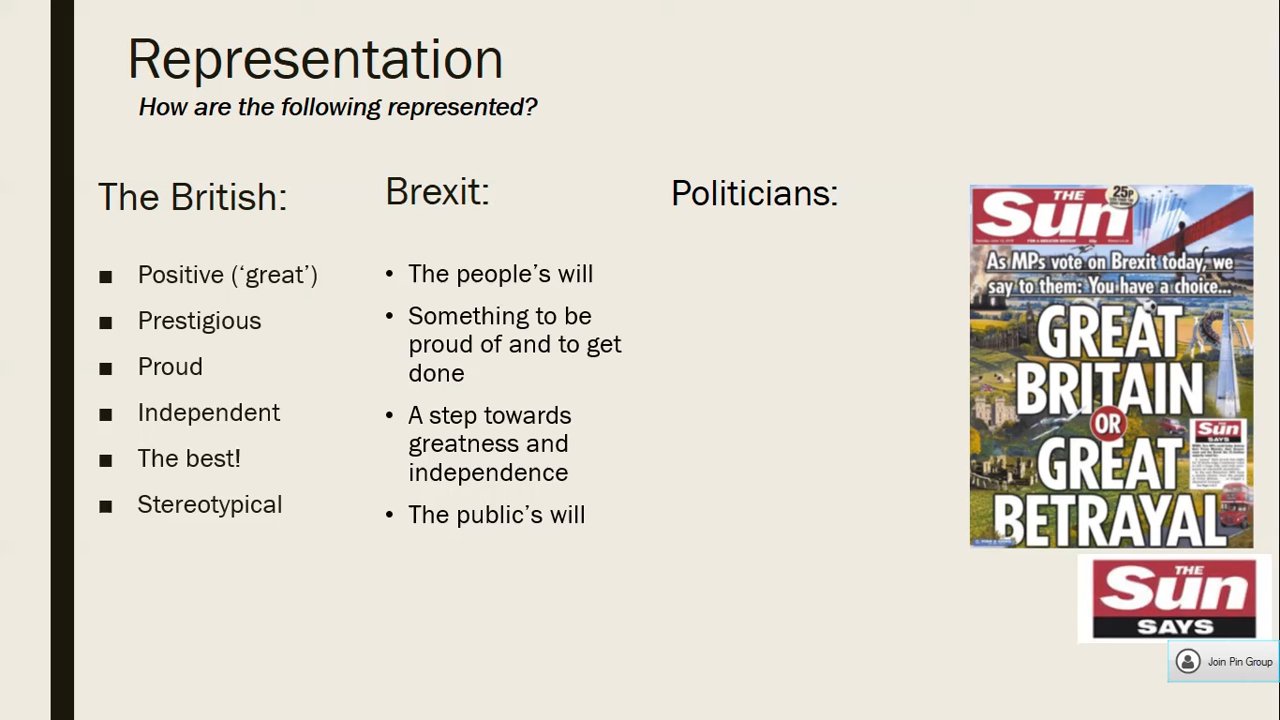 Representation
How are the following represented?
The British:
■ Positive (‘great’)
■ Prestigious
■ Proud
■ Independent
■ The best!
■ Stereotypical
Brexit:
• The people’s will
• Something to be
proud of and to get
done
• A step towards
greatness and
independence
• The public’s will
Politicians:
THE
Sun
25p
FOR A GREATER BRITAIN
As MPs vote on Brexit today, we
say to them: You have a choice...
GREAT
BRITAIN
OR
GREAT
BETRAYAL
Sun
SAYS
THE
Sun
SAYS
Join Pin Group